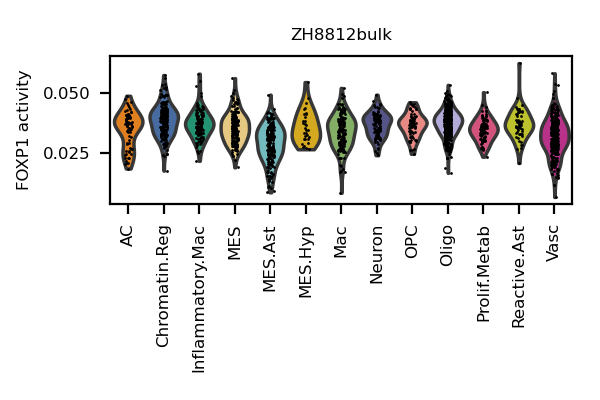 ZH8812bulk
FOXP1 activity
0.050
0.025
AC
Chromatin.Reg
Inflammatory.Mac
MES
MES.Ast
MES.Hyp
Mac
Neuron
OPC
Oligo
Prolif.Metab
Reactive.Ast
Vasc